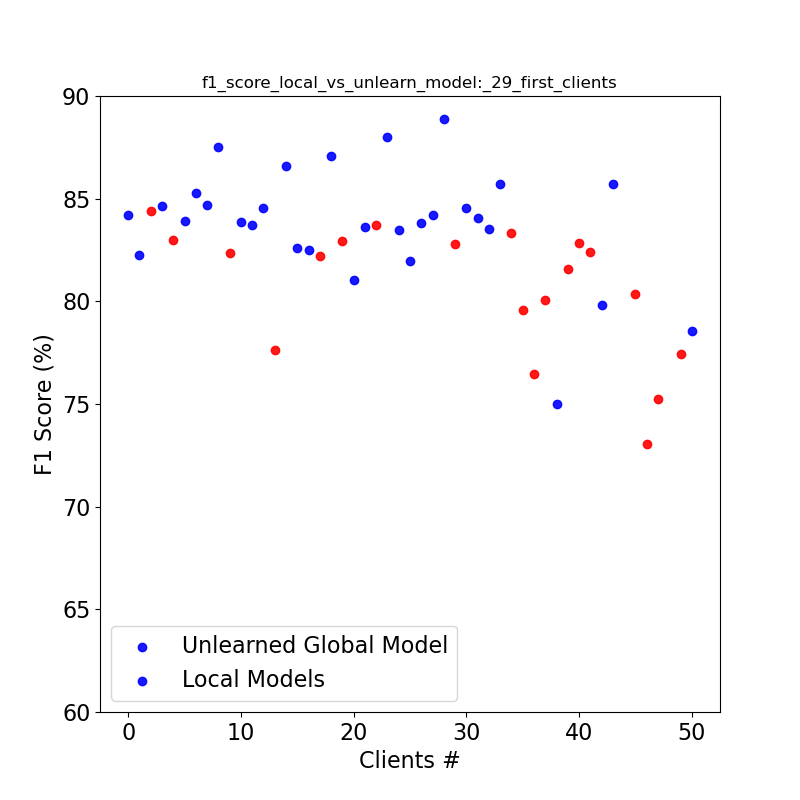 f1_score_local_vs_unlearn_model:_29_first_clients
90
85
80
75
70
65
60
F1 Score (%)
Unlearned Global Model
Local Models
0 10 20 30 40 50
Clients #